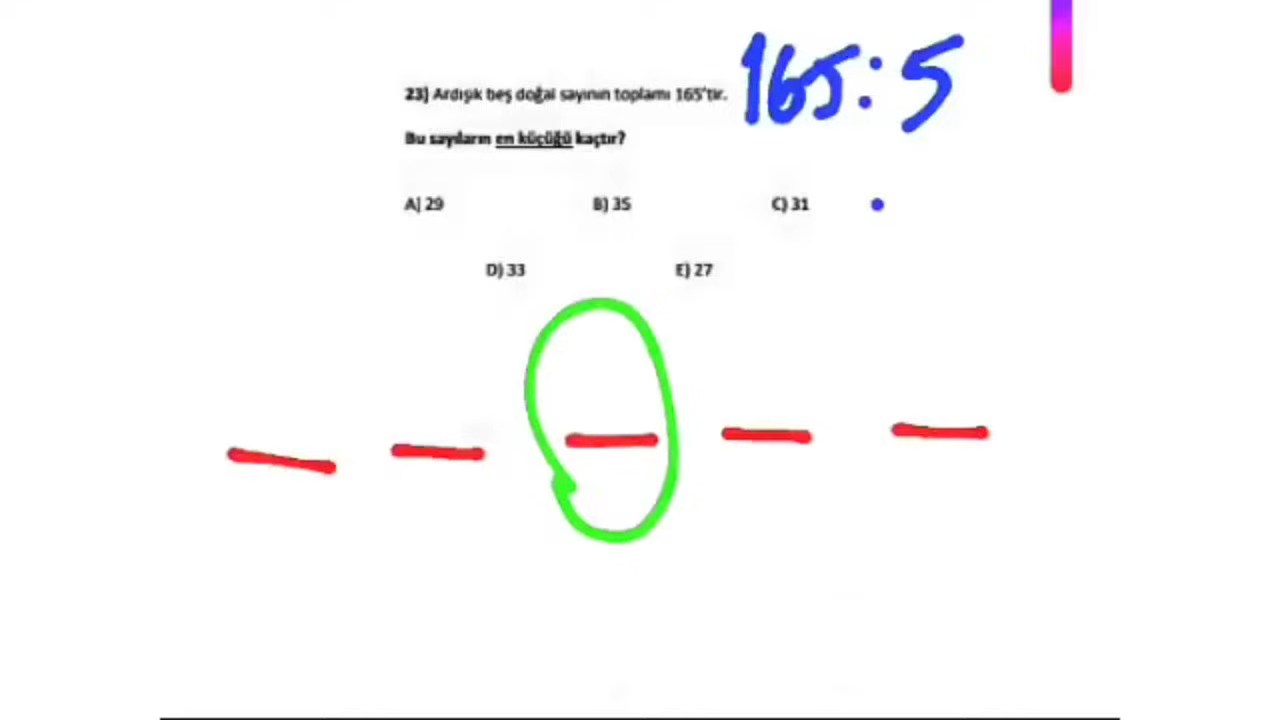 23) Ardışık beş doğal sayının toplamı 165'tir. 165:5
Bu sayıların en küçüğü kaçtır?
A) 29 B) 35 C) 31
D) 33 E) 27